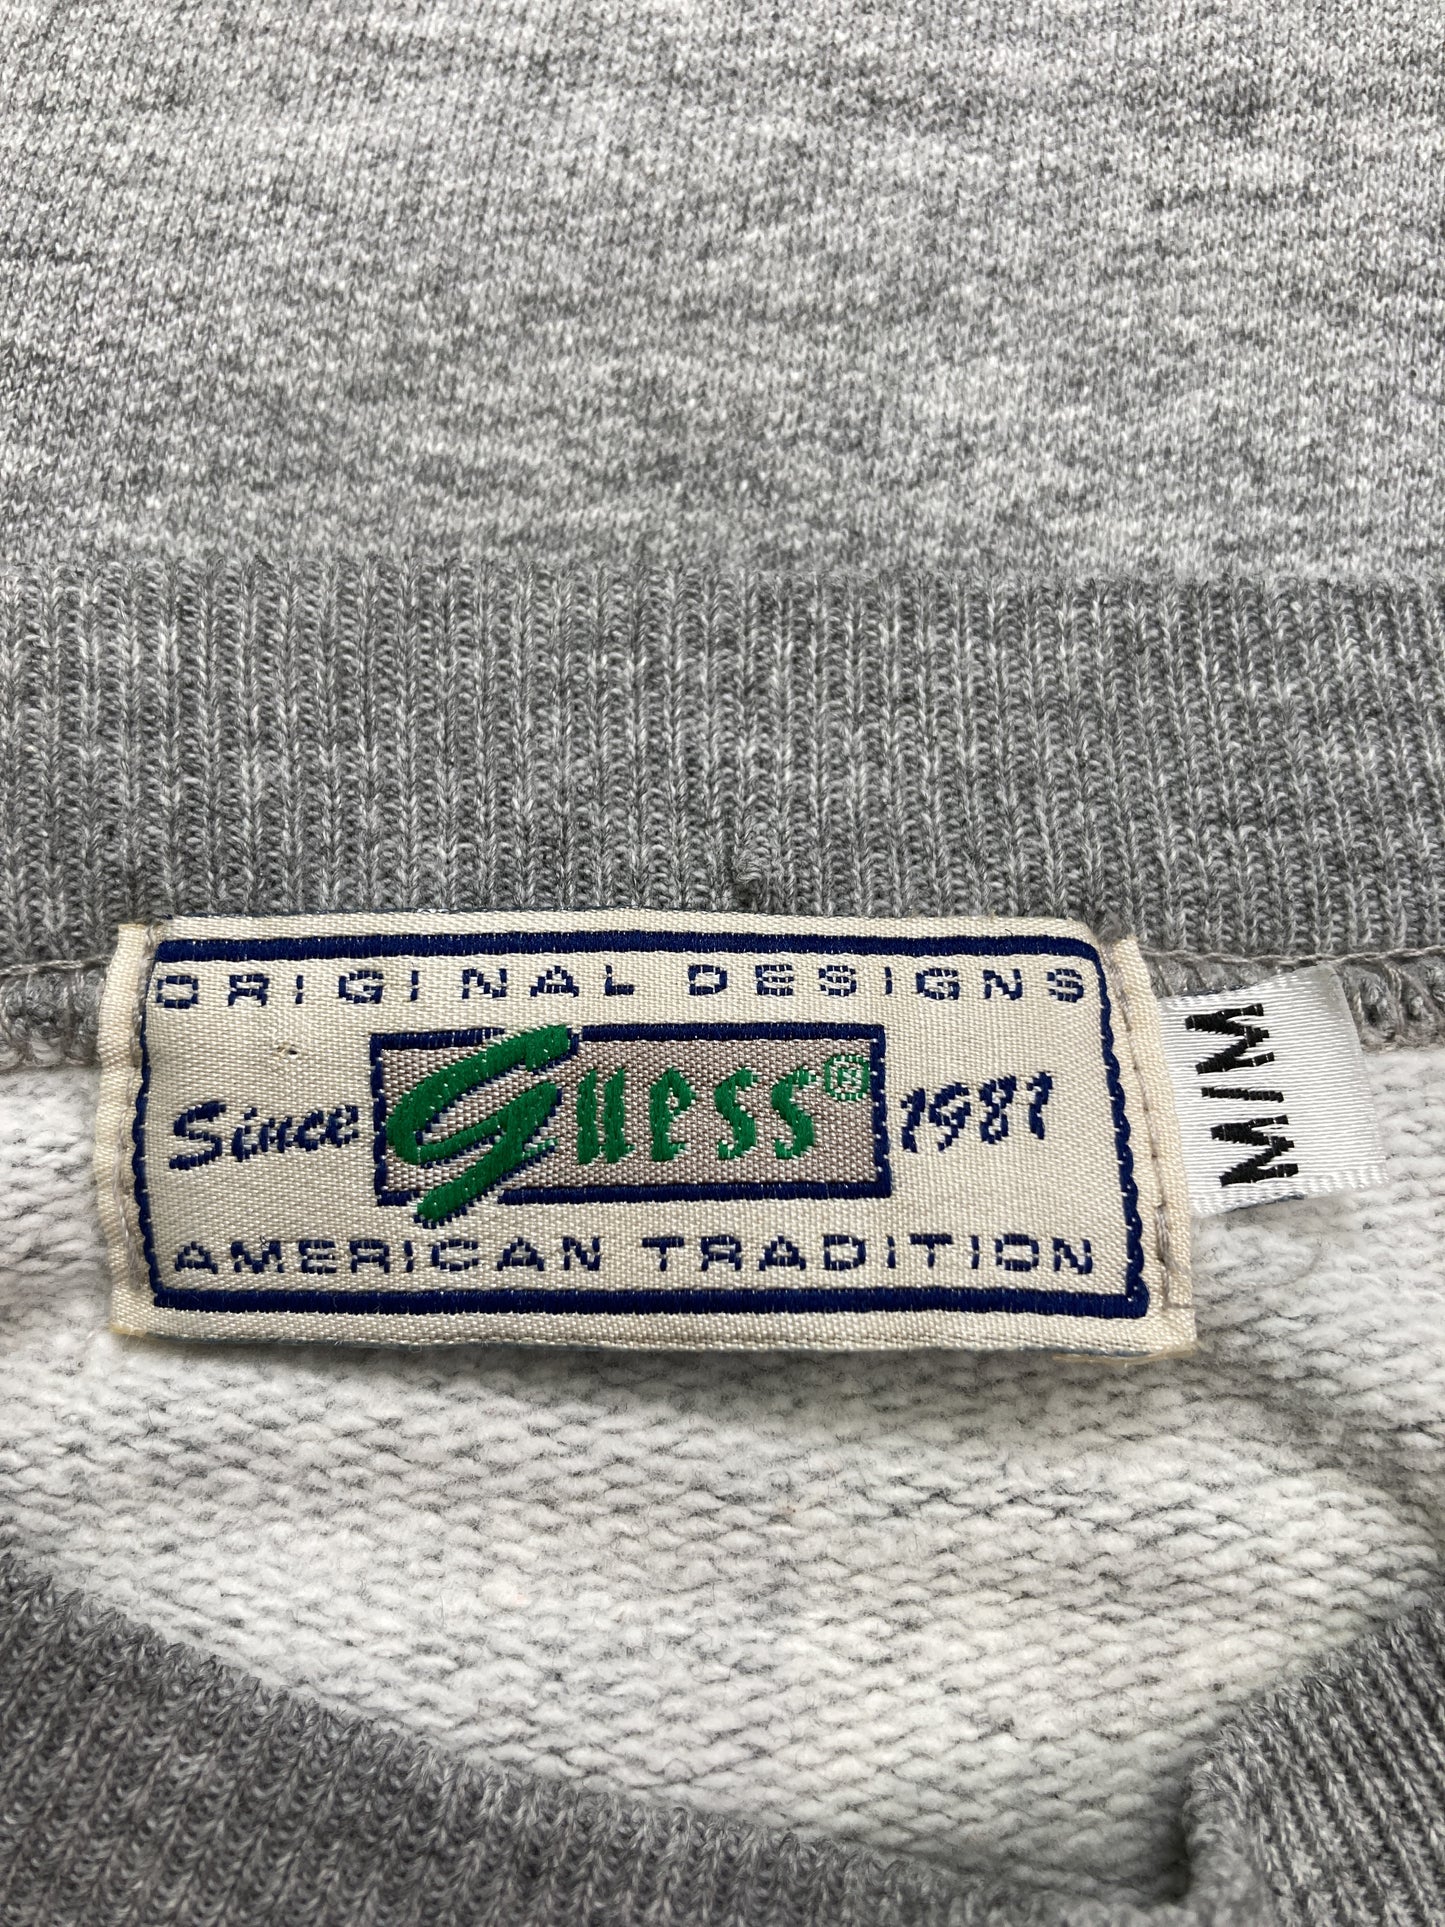 ORIGINAL DESIGNS
Since Guess® 1981
AMERICAN TRADITION
M/M